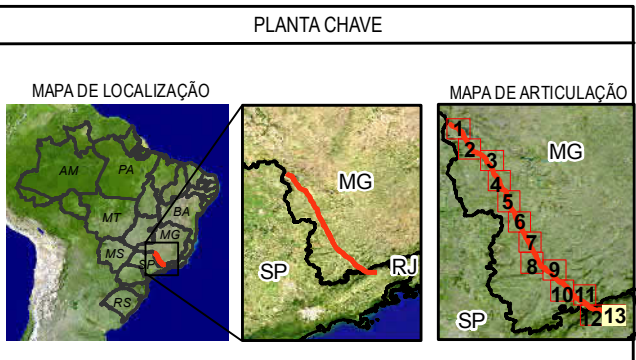 PLANTA CHAVE
MAPA DE LOCALIZAÇÃO
AM
PA
MT
BA
MG
MS
SP
RS
MG
SP
RJ
MAPA DE ARTICULAÇÃO
MG
SP
1
2
3
4
5
6
7
8
9
10
11
12
13